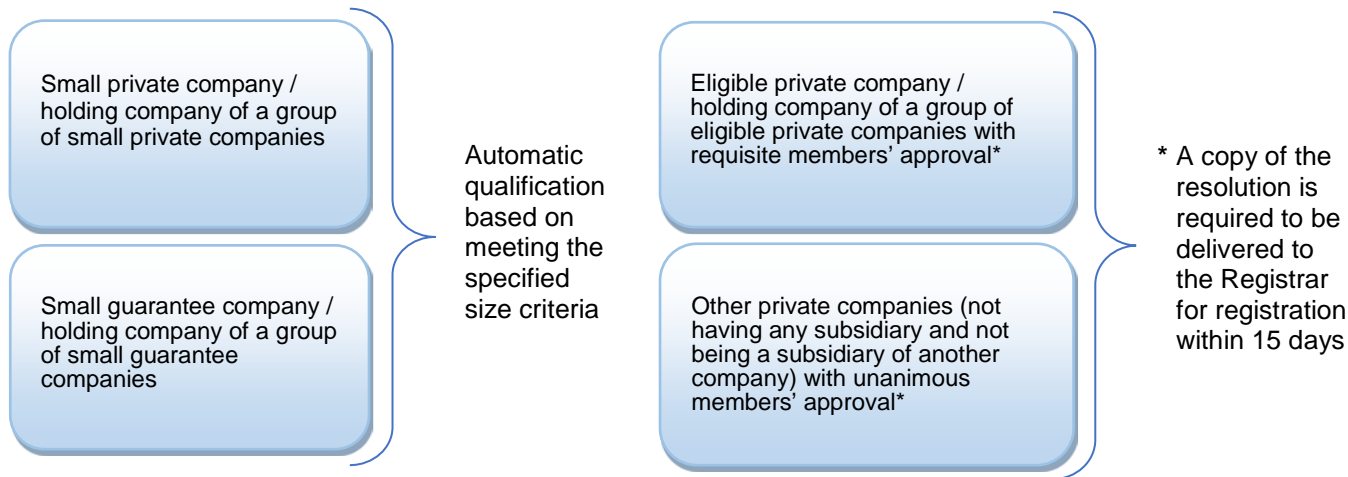 Small private company /
holding company of a group
of small private companies
Small guarantee company /
holding company of a group
of small guarantee
companies
Automatic
qualification
based on
meeting the
specified
size criteria
Eligible private company /
holding company of a group of
eligible private companies with
requisite members’ approval*
Other private companies (not
having any subsidiary and not
being a subsidiary of another
company) with unanimous
members’ approval*
* A copy of the
resolution is
required to be
delivered to
the Registrar
for registration
within 15 days